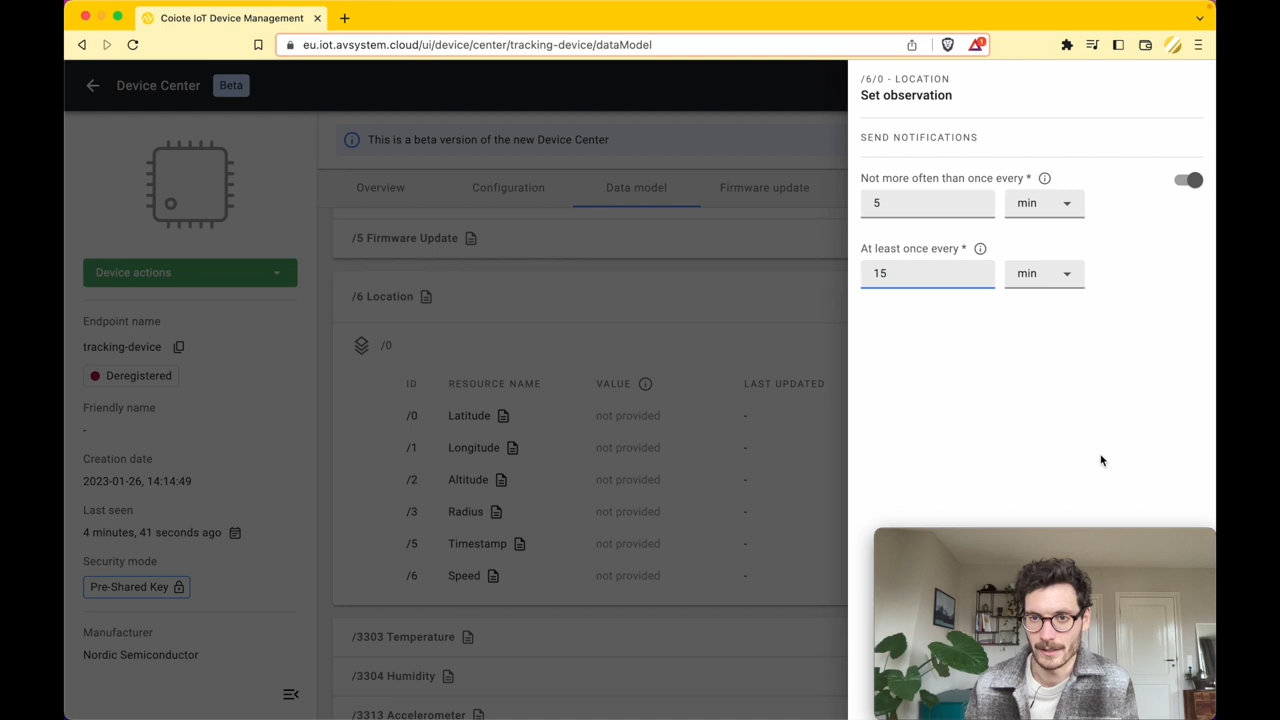 Coiote IoT Device Management
eu.iot.avsystem.cloud/ui/device/center/tracking-device/dataModel
1
Device Center
Beta
This is a beta version of the new Device Center
Overview
Configuration
Data model
Firmware update
Device actions
Endpoint name
tracking-device
Deregistered
Friendly name
-
Creation date
2023-01-26, 14:14:49
Last seen
4 minutes, 41 seconds ago
Security mode
Pre-Shared Key
Manufacturer
Nordic Semiconductor
/5 Firmware Update
/6 Location
/0
ID RESOURCE NAME VALUE LAST UPDATED
/0 Latitude not provided -
/1 Longitude not provided -
/2 Altitude not provided -
/3 Radius not provided -
/5 Timestamp not provided -
/6 Speed not provided -
/3303 Temperature
/3304 Humidity
/3313 Accelerometer
/6/0 - LOCATION
Set observation
SEND NOTIFICATIONS
Not more often than once every *
5 min
At least once every *
15 min